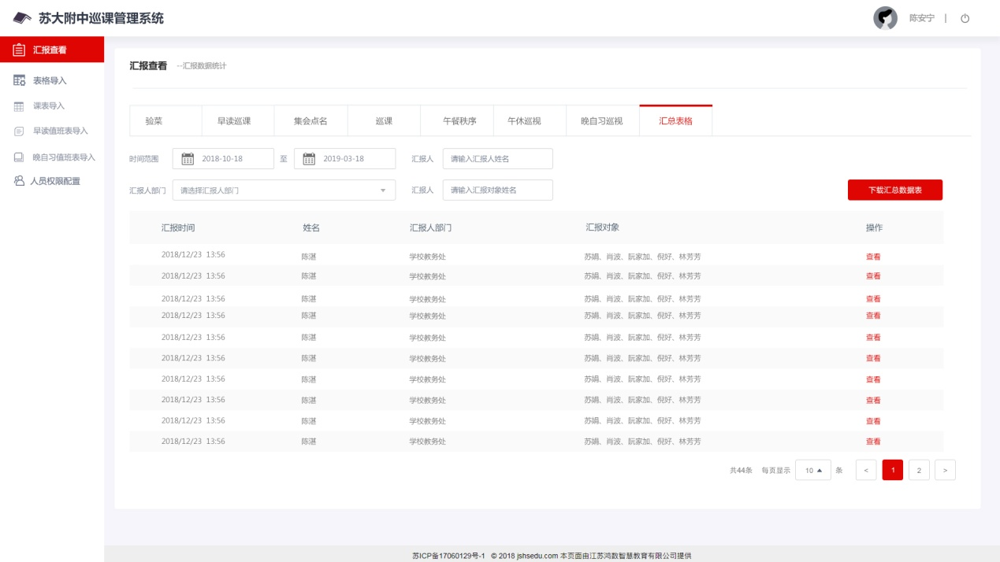 苏大附中巡课管理系统
陈安宁 |
汇报查看
表格导入
课表导入
早读值班表导入
晚自习值班表导入
人员权限配置
汇报查看 --汇报数据统计
验菜 早读巡课 集会点名 巡课 午餐秩序 午休巡视 晚自习巡视 汇总表格
时间范围 2018-10-18 至 2019-03-18 汇报人 请输入汇报人姓名
汇报人部门 请选择汇报人部门 汇报人 请输入汇报对象姓名 下载汇总数据表
汇报时间 姓名 汇报人部门 汇报对象 操作
2018/12/23 13:56 陈湛 学校教务处 苏娟、肖波、阮家加、倪好、林芳芳 查看
2018/12/23 13:56 陈湛 学校教务处 苏娟、肖波、阮家加、倪好、林芳芳 查看
2018/12/23 13:56 陈湛 学校教务处 苏娟、肖波、阮家加、倪好、林芳芳 查看
2018/12/23 13:56 陈湛 学校教务处 苏娟、肖波、阮家加、倪好、林芳芳 查看
2018/12/23 13:56 陈湛 学校教务处 苏娟、肖波、阮家加、倪好、林芳芳 查看
2018/12/23 13:56 陈湛 学校教务处 苏娟、肖波、阮家加、倪好、林芳芳 查看
2018/12/23 13:56 陈湛 学校教务处 苏娟、肖波、阮家加、倪好、林芳芳 查看
2018/12/23 13:56 陈湛 学校教务处 苏娟、肖波、阮家加、倪好、林芳芳 查看
2018/12/23 13:56 陈湛 学校教务处 苏娟、肖波、阮家加、倪好、林芳芳 查看
2018/12/23 13:56 陈湛 学校教务处 苏娟、肖波、阮家加、倪好、林芳芳 查看
共44条 每页显示 10 条 < 1 2 >
苏ICP备17060129号-1 © 2018 jshsedu.com 本页面由江苏鸿数智慧教育有限公司提供